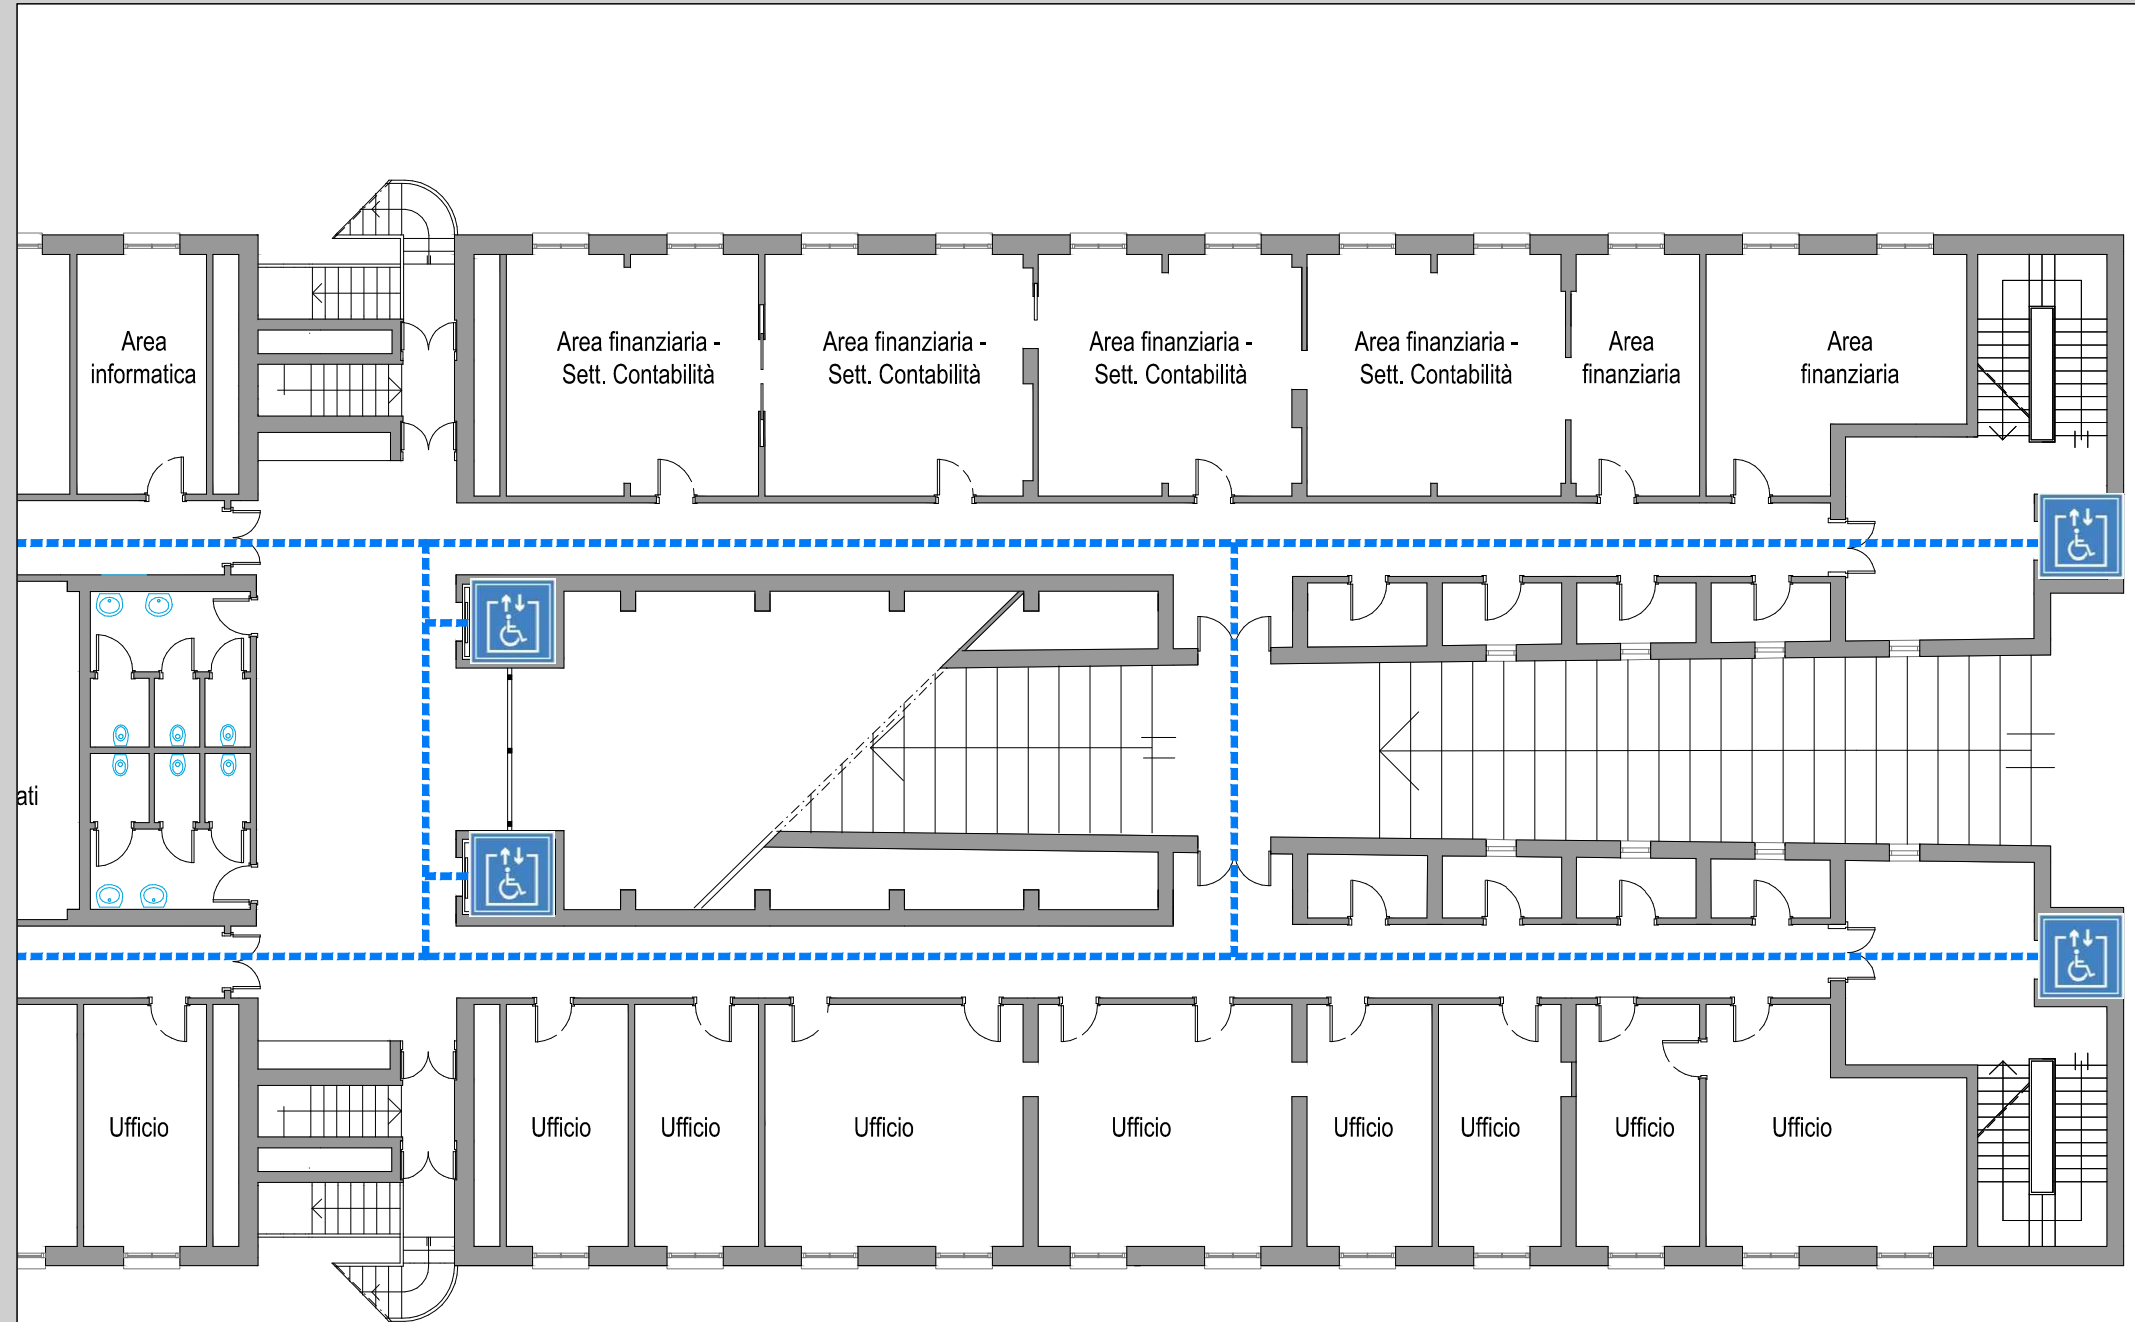 Area
informatica
Area finanziaria -
Sett. Contabilità
Area finanziaria -
Sett. Contabilità
Area finanziaria -
Sett. Contabilità
Area finanziaria -
Sett. Contabilità
Area
finanziaria
Area
finanziaria
ati
Ufficio
Ufficio
Ufficio
Ufficio
Ufficio
Ufficio
Ufficio
Ufficio
Ufficio